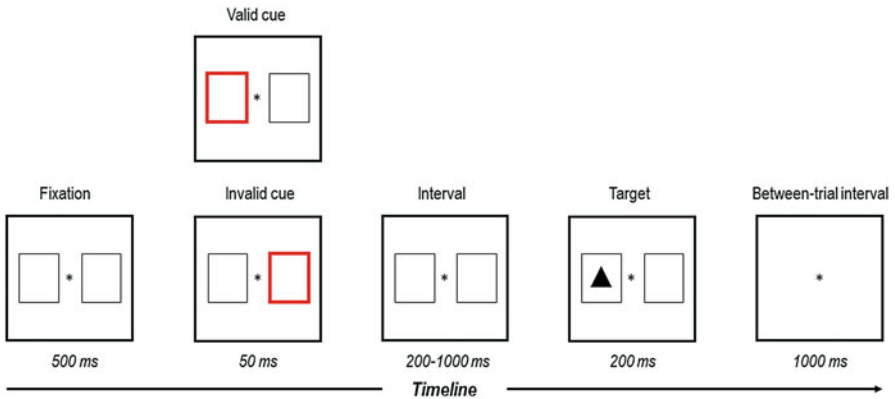 Valid cue
*
Fixation Invalid cue Interval Target Between-trial interval
* * * * *
500 ms 50 ms 200-1000 ms 200 ms 1000 ms
Timeline